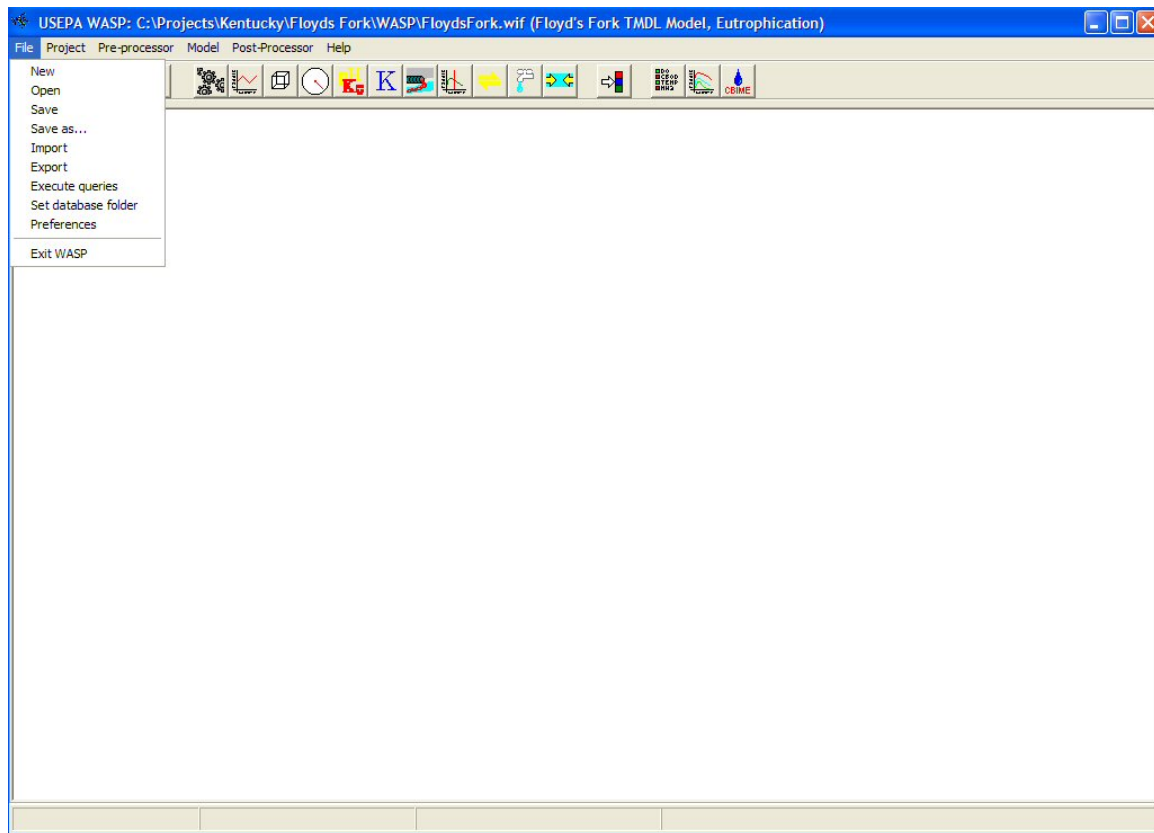 USEPA WASP: C:\Projects\Kentucky\Floyds Fork\WASP\FloydsFork.wif (Floyd's Fork TMDL Model, Eutrophication)
File Project Pre-processor Model Post-Processor Help
New
Open
Save
Save as...
Import
Export
Execute queries
Set database folder
Preferences
Exit WASP
K
CBIME